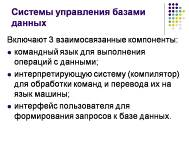 Системы управления базами
данных
Включают 3 взаимосвязанные компоненты:
командный язык для выполнения
операций с данными;
интерпретирующую систему (компилятор)
для обработки команд и перевода их на
язык машины;
интерфейс пользователя для
формирования запросов к базе данных.